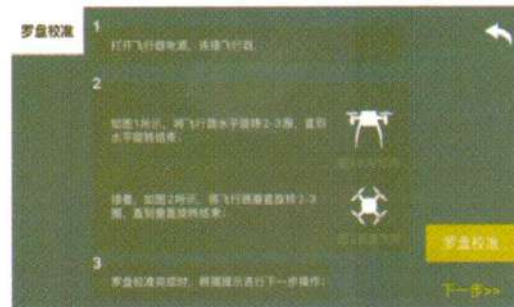 罗盘校准
1
打开飞行器电源，连接飞行器
2
如图1所示，将飞行器水平旋转2-3圈，直到
水平旋转结束；
接着，如图2所示，将飞行器垂直旋转2-3
圈，直到垂直旋转结束；
罗盘校准
3
罗盘校准完成时，根据提示进行下一步操作；
下一步>>